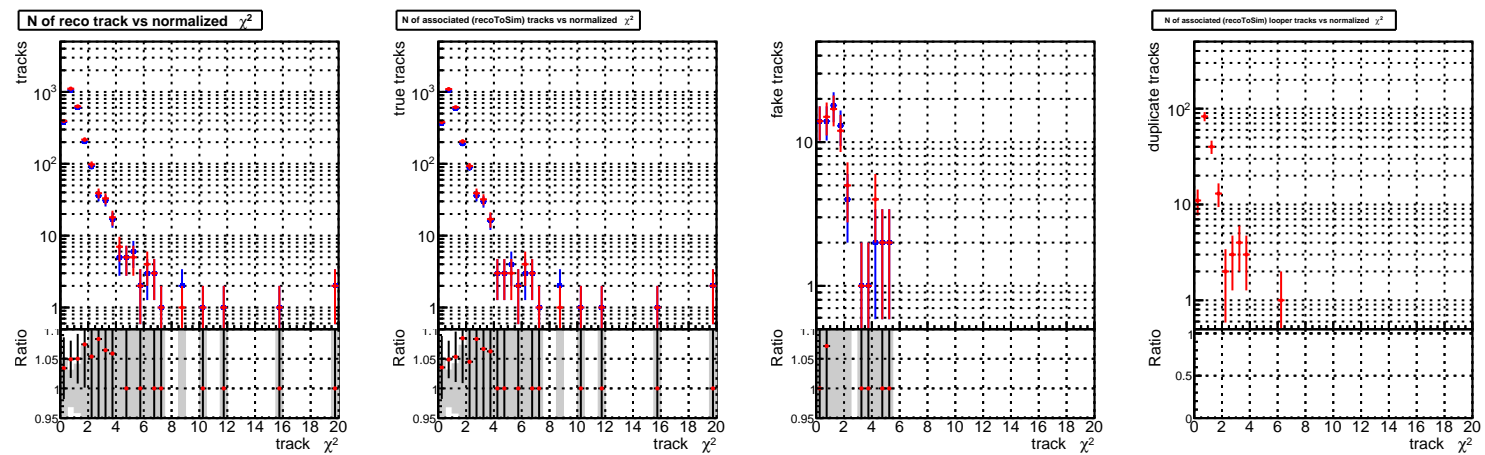 N of reco track vs normalized χ²
tracks
10³
10²
10
1
Ratio
1.1
1.05
1
0.95
0 2 4 6 8 10 12 14 16 18 20
track χ²
N of associated (recoToSim) tracks vs normalized χ²
true tracks
10³
10²
10
1
Ratio
1.1
1.05
1
0.95
0 2 4 6 8 10 12 14 16 18 20
track χ²
fake tracks
10
1
Ratio
1.1
1.05
1
0.95
0 2 4 6 8 10 12 14 16 18 20
track χ²
N of associated (recoToSim) looper tracks vs normalized χ²
duplicate tracks
10²
10
1
Ratio
1
0.5
0
0 2 4 6 8 10 12 14 16 18 20
track χ²